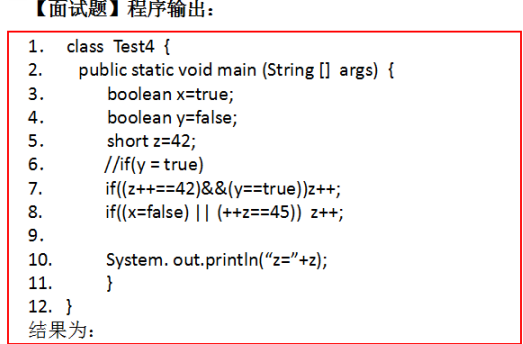 【面试题】程序输出：
1. class Test4 {
2. public static void main (String [] args) {
3. boolean x=true;
4. boolean y=false;
5. short z=42;
6. //if(y = true)
7. if((z++==42)&&(y==true))z++;
8. if((x=false) || (++z==45)) z++;
9.
10. System. out.println(“z=”+z);
11. }
12. }
结果为：